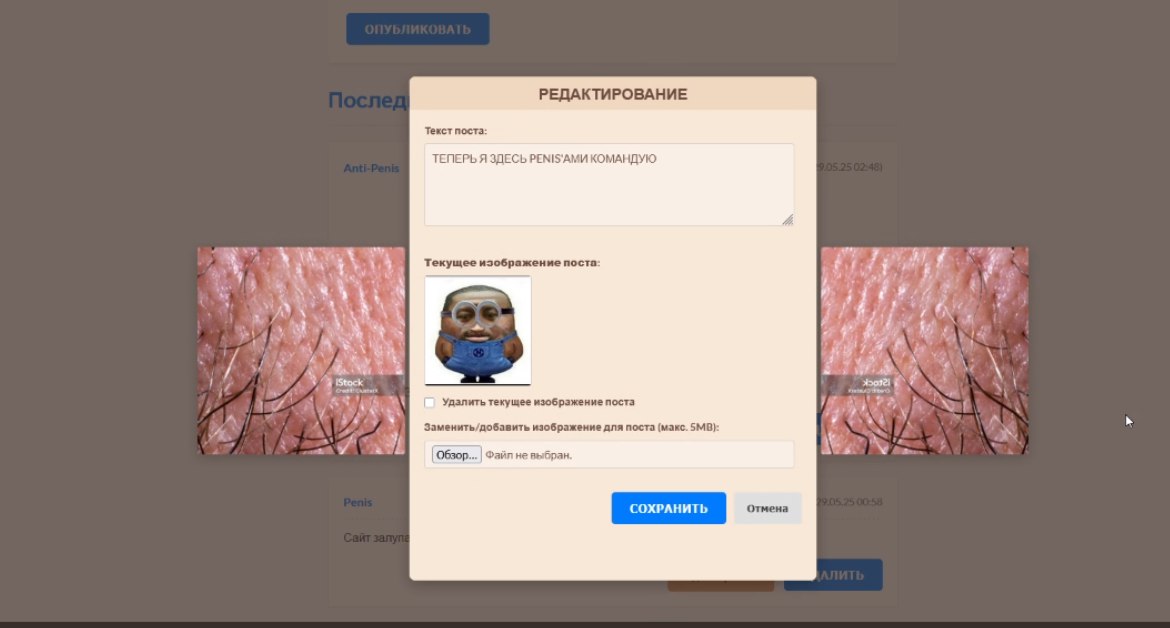 ОПУБЛИКОВАТЬ
Послед
РЕДАКТИРОВАНИЕ
Текст поста:
ТЕПЕРЬ Я ЗДЕСЬ PENIS'АМИ КОМАНДУЮ
Anti-Penis
9.05.25 02:48)
Текущее изображение поста:
iStock
iStock
Удалить текущее изображение поста
Заменить/добавить изображение для поста (макс. 5MB):
Обзор... Файл не выбран.
СОХРАНИТЬ Отмена
Penis
29.05.25 00:58
Сайт залупа
ЛИТЬ